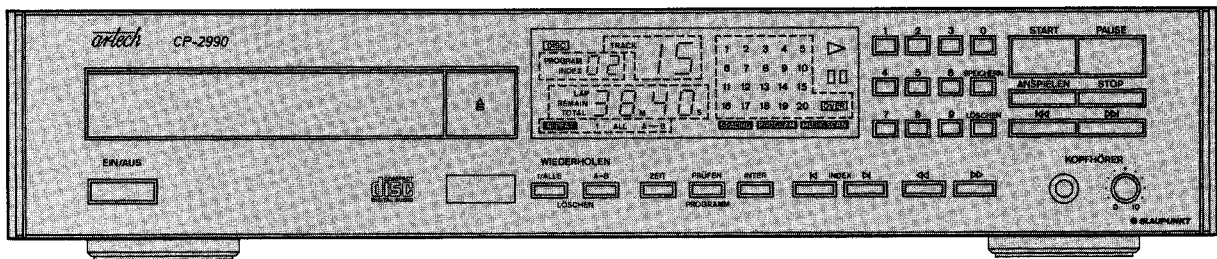 artech CP-2990
DISC TRACK
PROGRAM
INDEX 02 15
LAP
REMAIN
TOTAL 38 M 40 S
ALL A-B
1 2 3 4 5
6 7 8 9 10
11 12 13 14 15
16 17 18 19 20 OVER
PROGRAM
1 2 3 0
4 5 6 SPEICHERN
7 8 9 LÖSCHEN
START PAUSE
ANSPIELEN STOP
EIN/AUS
COMPACT
disc
DIGITAL AUDIO
WIEDERHOLEN
1/ALLE A-B ZEIT PRÜFEN INTER INDEX
LÖSCHEN PROGRAMM
KOPFHÖRER
0 10
BLAUPUNKT